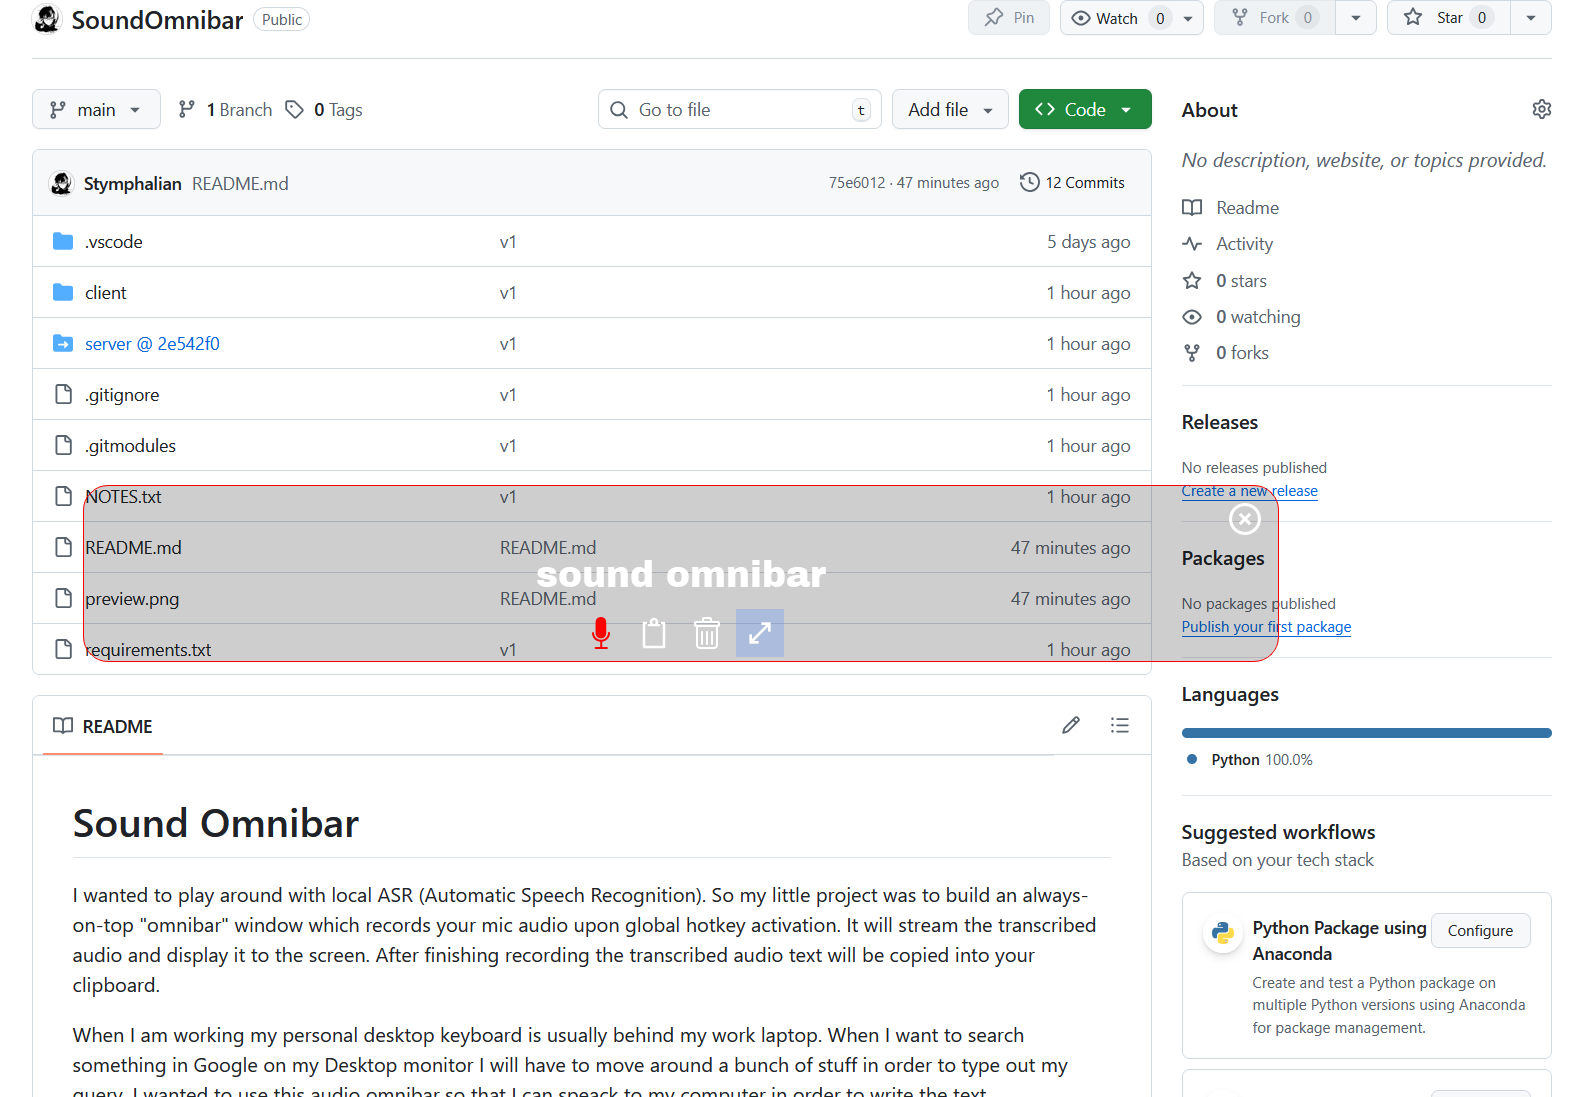 SoundOmnibar Public Pin Watch 0 Fork 0 Star 0
main 1 Branch 0 Tags Go to file t Add file Code
Stymphalian README.md 75e6012 · 47 minutes ago 12 Commits
.vscode v1 5 days ago
client v1 1 hour ago
server @ 2e542f0 v1 1 hour ago
.gitignore v1 1 hour ago
.gitmodules v1 1 hour ago
NOTES.txt v1 1 hour ago
README.md README.md 47 minutes ago
sound omnibar
preview.png README.md 47 minutes ago
requirements.txt v1 1 hour ago
README
Sound Omnibar
I wanted to play around with local ASR (Automatic Speech Recognition). So my little project was to build an always-
on-top "omnibar" window which records your mic audio upon global hotkey activation. It will stream the transcribed
audio and display it to the screen. After finishing recording the transcribed audio text will be copied into your
clipboard.
When I am working my personal desktop keyboard is usually behind my work laptop. When I want to search
something in Google on my Desktop monitor I will have to move around a bunch of stuff in order to type out my
query. I wanted to use this audio omnibar so that I can speack to my computer in order to write the text.
About
No description, website, or topics provided.
Readme
Activity
0 stars
0 watching
0 forks
Releases
No releases published
Create a new release
Packages
No packages published
Publish your first package
Languages
Python 100.0%
Suggested workflows
Based on your tech stack
Python Package using
Anaconda
Configure
Create and test a Python package on
multiple Python versions using Anaconda
for package management.